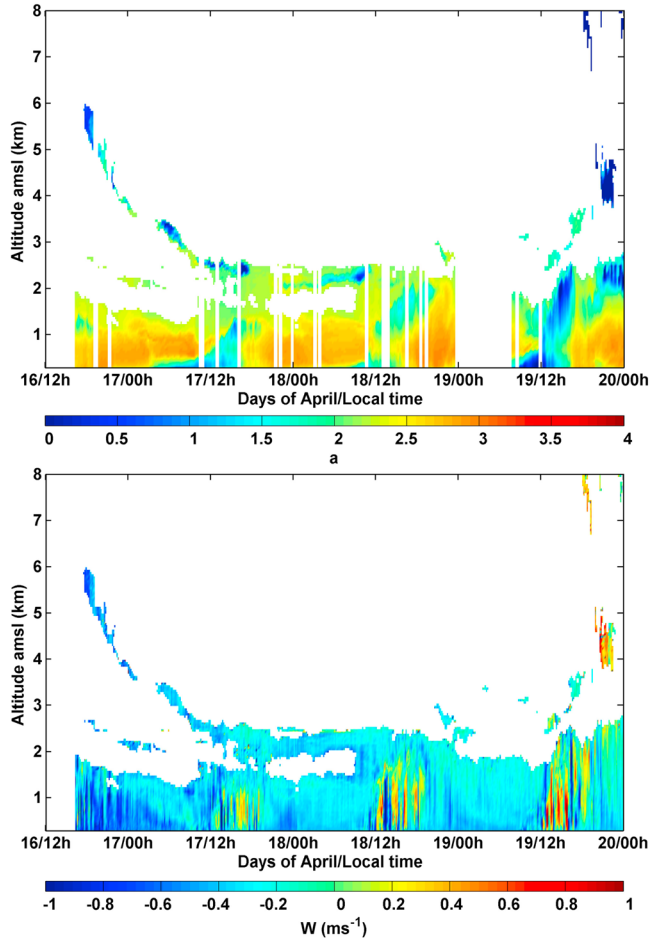 8
7
6
5
4
3
2
1
Altitude amsl (km)
16/12h 17/00h 17/12h 18/00h 18/12h 19/00h 19/12h 20/00h
Days of April/Local time
0 0.5 1 1.5 2 2.5 3 3.5 4
a
8
7
6
5
4
3
2
1
Altitude amsl (km)
16/12h 17/00h 17/12h 18/00h 18/12h 19/00h 19/12h 20/00h
Days of April/Local time
-1 -0.8 -0.6 -0.4 -0.2 0 0.2 0.4 0.6 0.8 1
W (ms⁻¹)